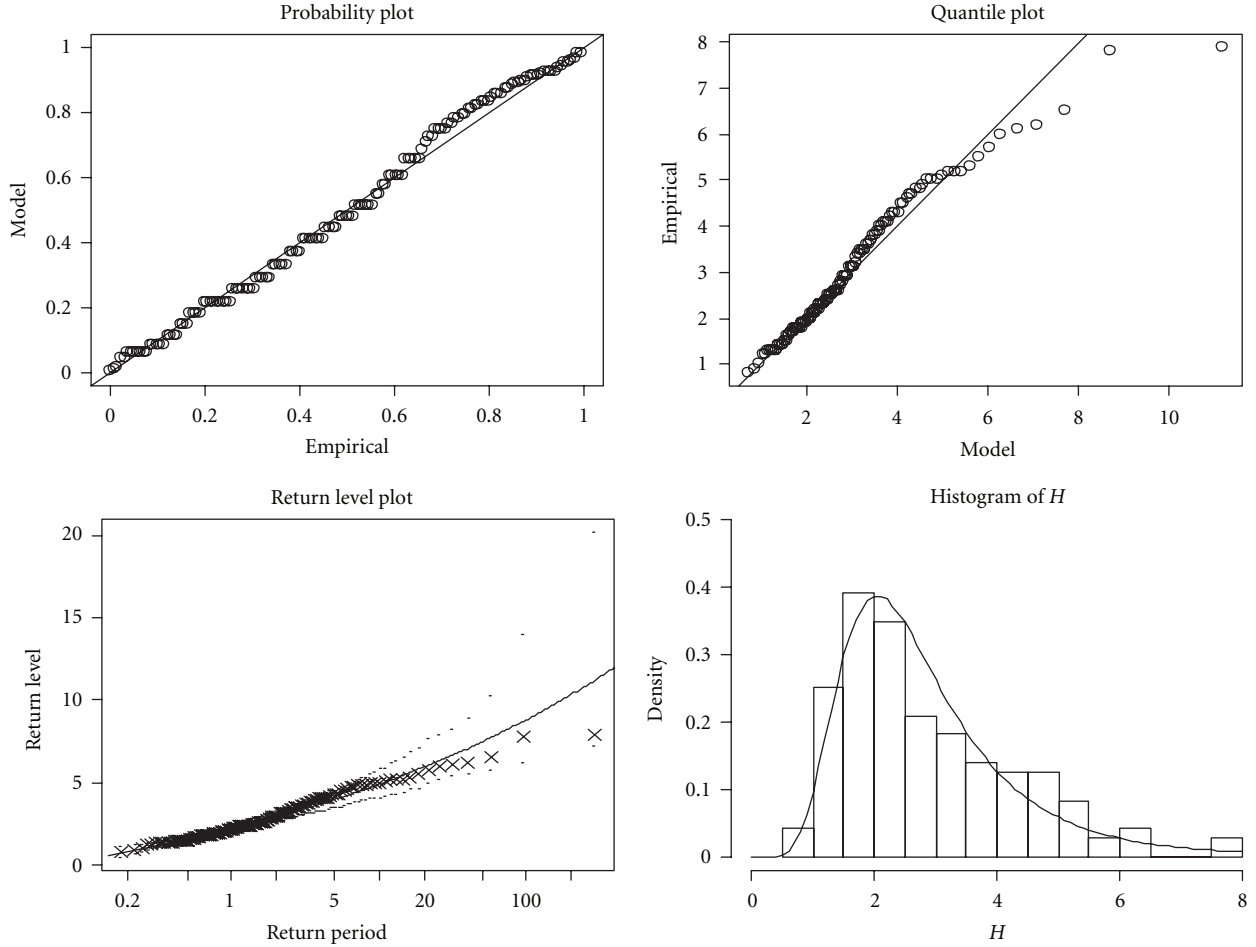 Probability plot
1
0.8
0.6
0.4
0.2
0
Model
0 0.2 0.4 0.6 0.8 1
Empirical
Quantile plot
8
7
6
5
4
3
2
1
Empirical
2 4 6 8 10
Model
Return level plot
20
15
10
5
0
Return level
0.2 1 5 20 100
Return period
Histogram of H
0.5
0.4
0.3
0.2
0.1
0
Density
0 2 4 6 8
H